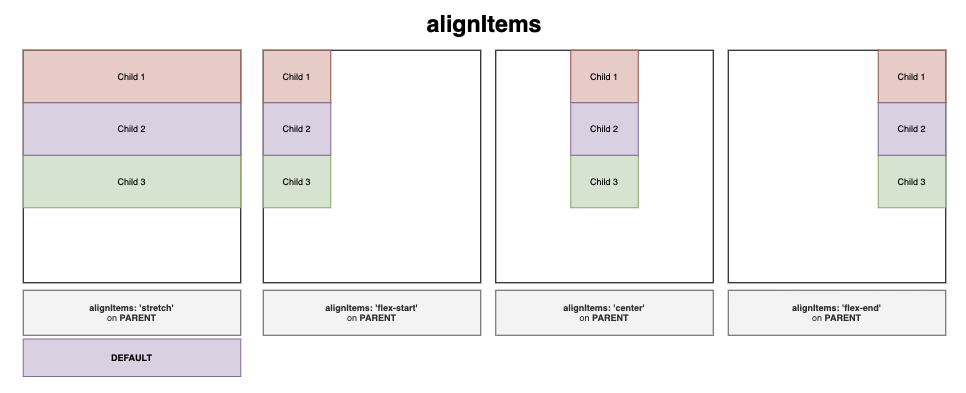 alignItems
Child 1
Child 2
Child 3
alignItems: 'stretch'
on PARENT
DEFAULT
Child 1
Child 2
Child 3
alignItems: 'flex-start'
on PARENT
Child 1
Child 2
Child 3
alignItems: 'center'
on PARENT
Child 1
Child 2
Child 3
alignItems: 'flex-end'
on PARENT